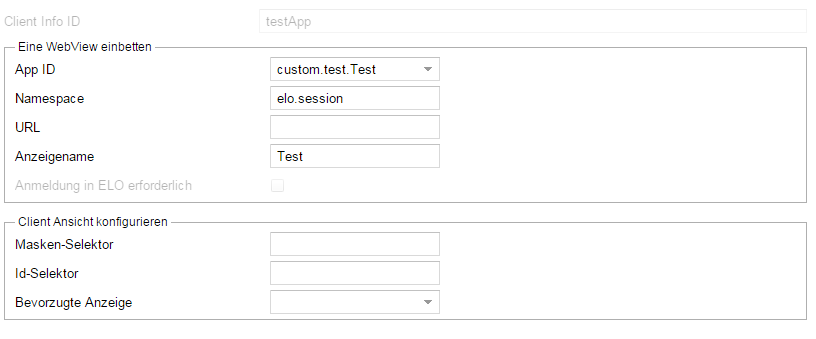 Client Info ID testApp
Eine WebView einbetten
App ID custom.test.Test
Namespace elo.session
URL
Anzeigename Test
Anmeldung in ELO erforderlich
Client Ansicht konfigurieren
Masken-Selektor
Id-Selektor
Bevorzugte Anzeige